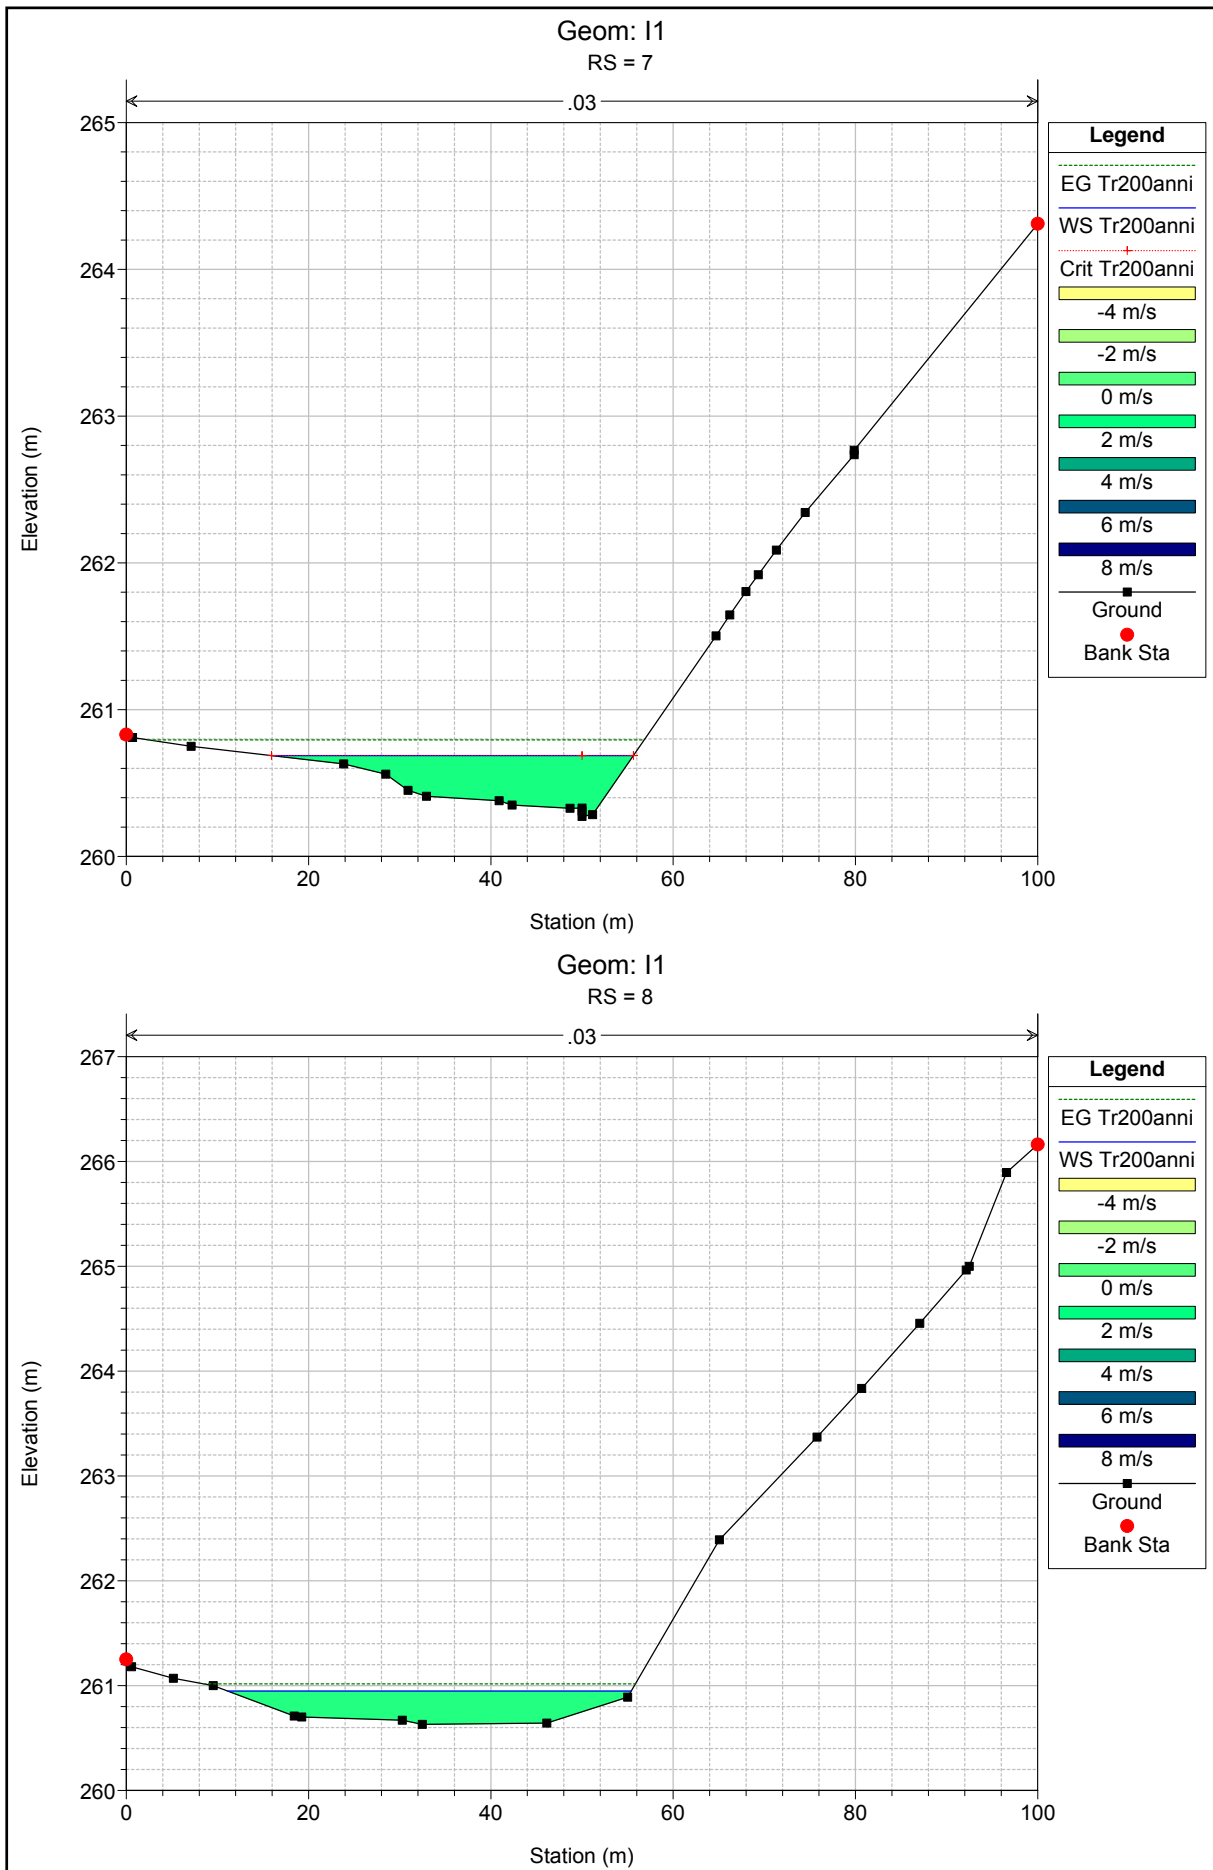 Geom: I1
RS = 7
.03
265
264
263
262
261
260
Elevation (m)
0
20
40
60
80
100
Station (m)
Legend
EG Tr200anni
WS Tr200anni
Crit Tr200anni
-4 m/s
-2 m/s
0 m/s
2 m/s
4 m/s
6 m/s
8 m/s
Ground
Bank Sta
Geom: I1
RS = 8
.03
267
266
265
264
263
262
261
260
Elevation (m)
0
20
40
60
80
100
Station (m)
Legend
EG Tr200anni
WS Tr200anni
-4 m/s
-2 m/s
0 m/s
2 m/s
4 m/s
6 m/s
8 m/s
Ground
Bank Sta